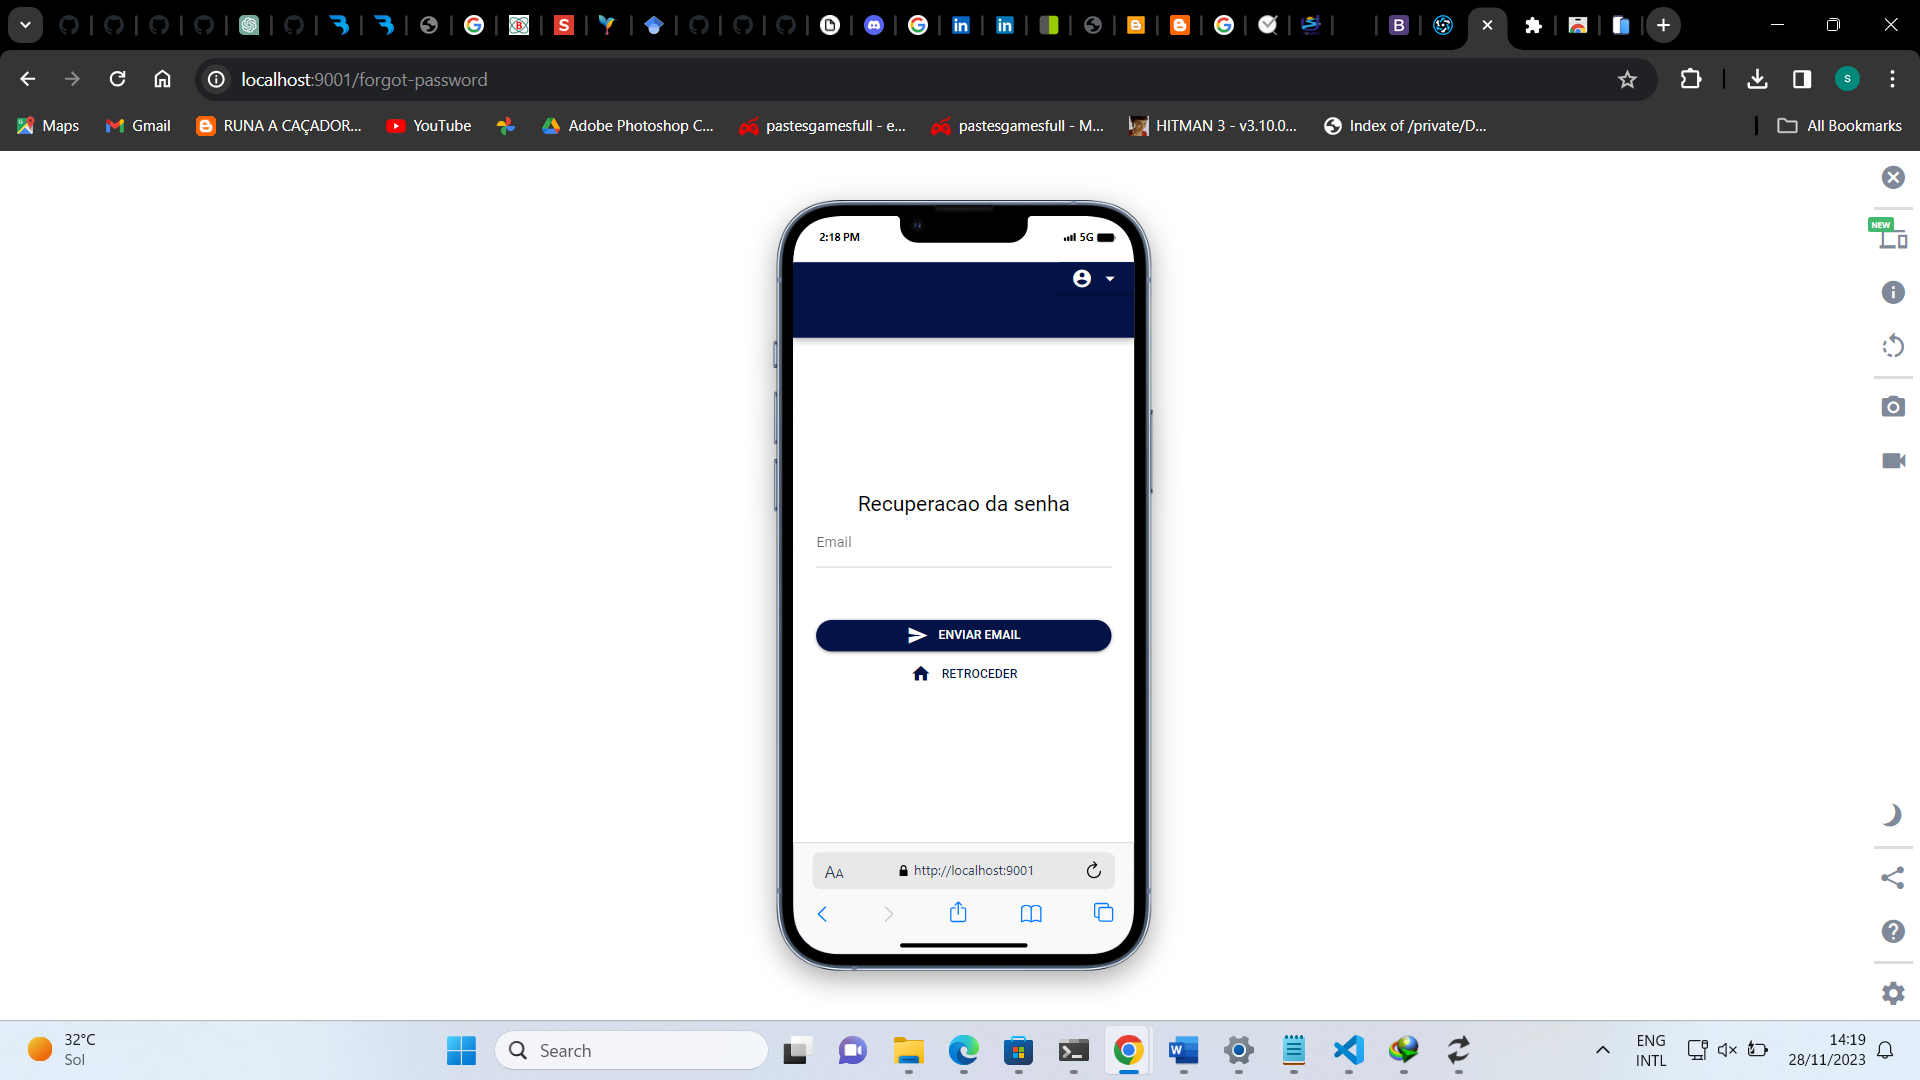 localhost:9001/forgot-password
S
Maps
Gmail
RUNA A CAÇADOR...
YouTube
Adobe Photoshop C...
pastesgamesfull - e...
pastesgamesfull - M...
HITMAN 3 - v3.10.0...
Index of /private/D...
All Bookmarks
NEW
2:18 PM
5G
Recuperacao da senha
Email
ENVIAR EMAIL
RETROCEDER
AA
http://localhost:9001
32°C
Sol
Search
ENG
INTL
14:19
28/11/2023